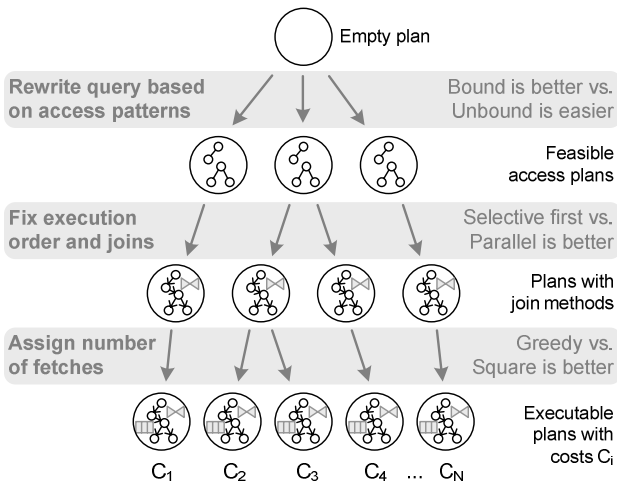 Empty plan
Rewrite query based
on access patterns
Bound is better vs.
Unbound is easier
Feasible
access plans
Fix execution
order and joins
Selective first vs.
Parallel is better
Plans with
join methods
Assign number
of fetches
Greedy vs.
Square is better
Executable
plans with
costs Ci
C1 C2 C3 C4 ... CN